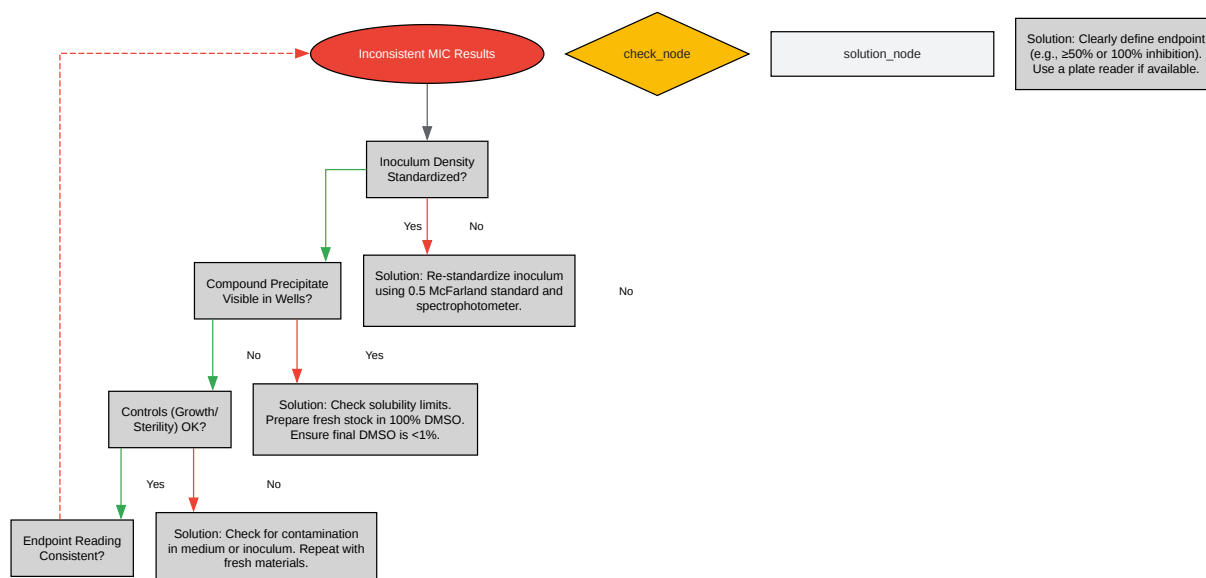 Inconsistent MIC Results
check_node
solution_node
Solution: Clearly define endpoint
(e.g., ≥50% or 100% inhibition).
Use a plate reader if available.
Inoculum Density
Standardized?
Yes
No
Compound Precipitate
Visible in Wells?
Solution: Re-standardize inoculum
using 0.5 McFarland standard and
spectrophotometer.
No
No
Yes
Controls (Growth/
Sterility) OK?
Solution: Check solubility limits.
Prepare fresh stock in 100% DMSO.
Ensure final DMSO is <1%.
Yes
No
Endpoint Reading
Consistent?
Solution: Check for contamination
in medium or inoculum. Repeat with
fresh materials.